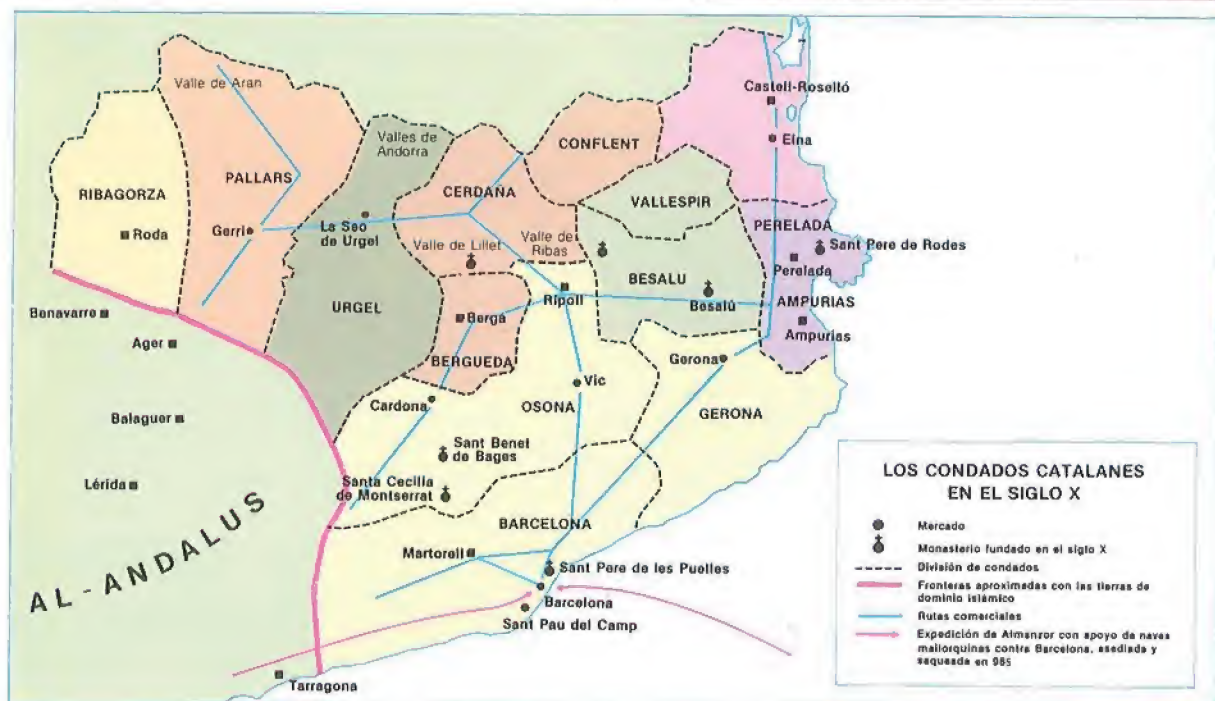 Valle de Aran
Castell-Roselló
Elna
Valles de
Andorra
CONFLENT
PALLARS
RIBAGORZA
CERDAÑA
VALLESPIR
Roda
Gerri
La Seo
de Urgel
Valle de Lillet
Valle de
Ribas
PERELADA
Sant Pere de Rodes
Perelada
BESALU
Besalú
AMPURIAS
Ampurias
Ripoll
URGEL
Benavarre
Ager
Berga
BERGUEDA
Gerona
Vic
Cardona
OSONA
GERONA
Balaguer
Sant Benet
de Bages
Lérida
Santa Cecilia
de Montserrat
BARCELONA
AL-ANDALUS
Martorell
Sant Pere de les Puelles
Barcelona
Sant Pau del Camp
Tarragona
LOS CONDADOS CATALANES
EN EL SIGLO X
Mercado
Monasterio fundado en el siglo X
División de condados
Fronteras aproximadas con las tierras de
dominio islámico
Rutas comerciales
Expedición de Almanzor con apoyo de naves
mallorquinas contra Barcelona, asediada y
saqueada en 985